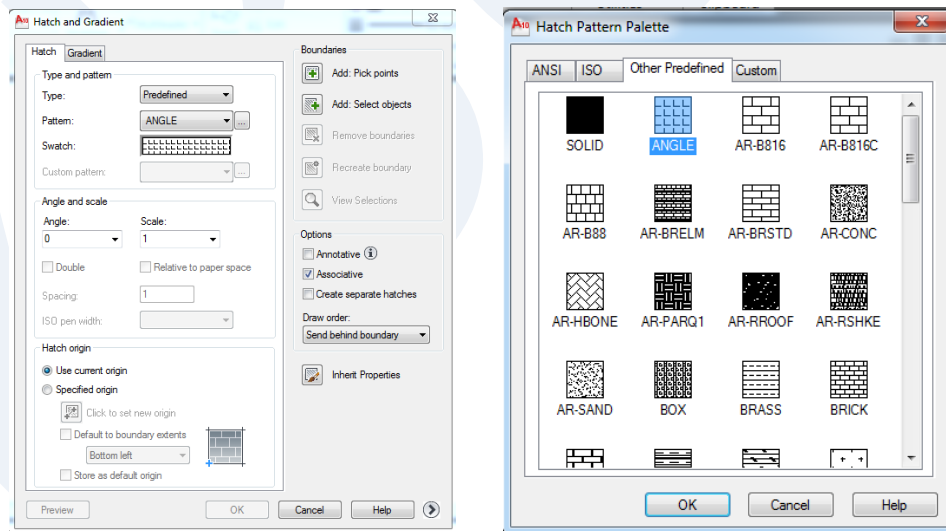 A10 Hatch and Gradient
Hatch Gradient
Type and pattern
Type: Predefined
Pattern: ANGLE ...
Swatch:
Custom pattern: ...
Angle and scale
Angle: Scale:
0 1
Double Relative to paper space
Spacing: 1
ISO pen width:
Hatch origin
Use current origin
Specified origin
Click to set new origin
Default to boundary extents
Bottom left
Store as default origin
Preview OK Cancel Help
Boundaries
Add: Pick points
Add: Select objects
Remove boundaries
Recreate boundary
View Selections
Options
Annotative
Associative
Create separate hatches
Draw order:
Send behind boundary
Inherit Properties
A10 Hatch Pattern Palette
ANSI ISO Other Predefined Custom
SOLID ANGLE AR-B816 AR-B816C
AR-B88 AR-BRELM AR-BRSTD AR-CONC
AR-HBONE AR-PARQ1 AR-RROOF AR-RSHKE
AR-SAND BOX BRASS BRICK
OK Cancel Help